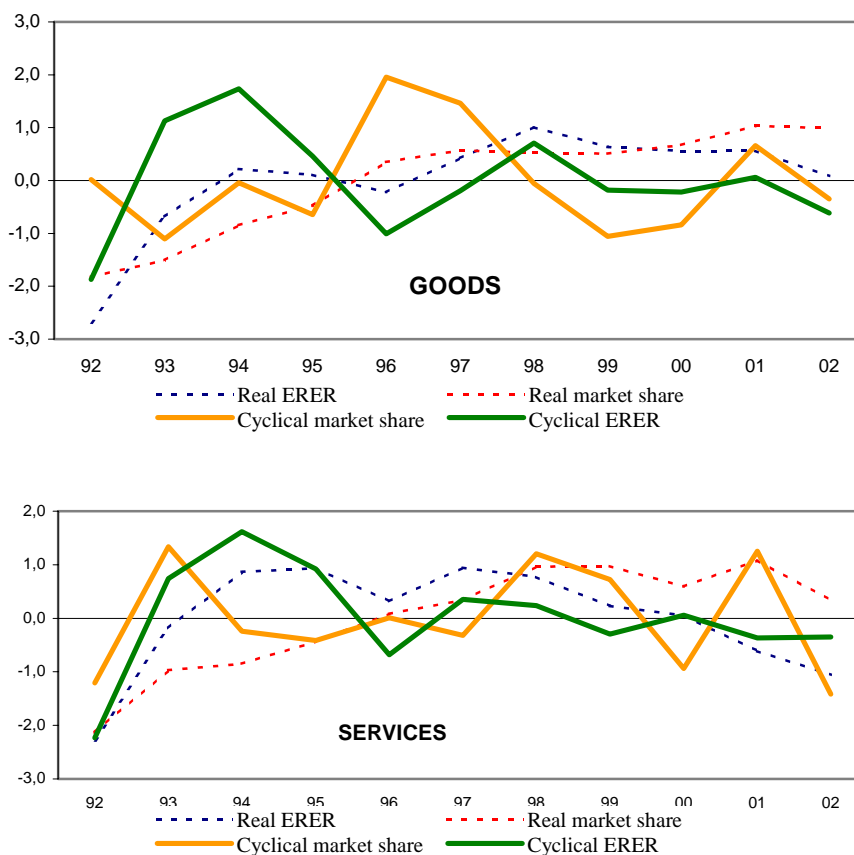 3,0
2,0
1,0
0,0
-1,0
-2,0
-3,0
GOODS
92 93 94 95 96 97 98 99 00 01 02
Real ERER Real market share
Cyclical market share Cyclical ERER
2,0
1,0
0,0
-1,0
-2,0
-3,0
SERVICES
92 93 94 95 96 97 98 99 00 01 02
Real ERER Real market share
Cyclical market share Cyclical ERER